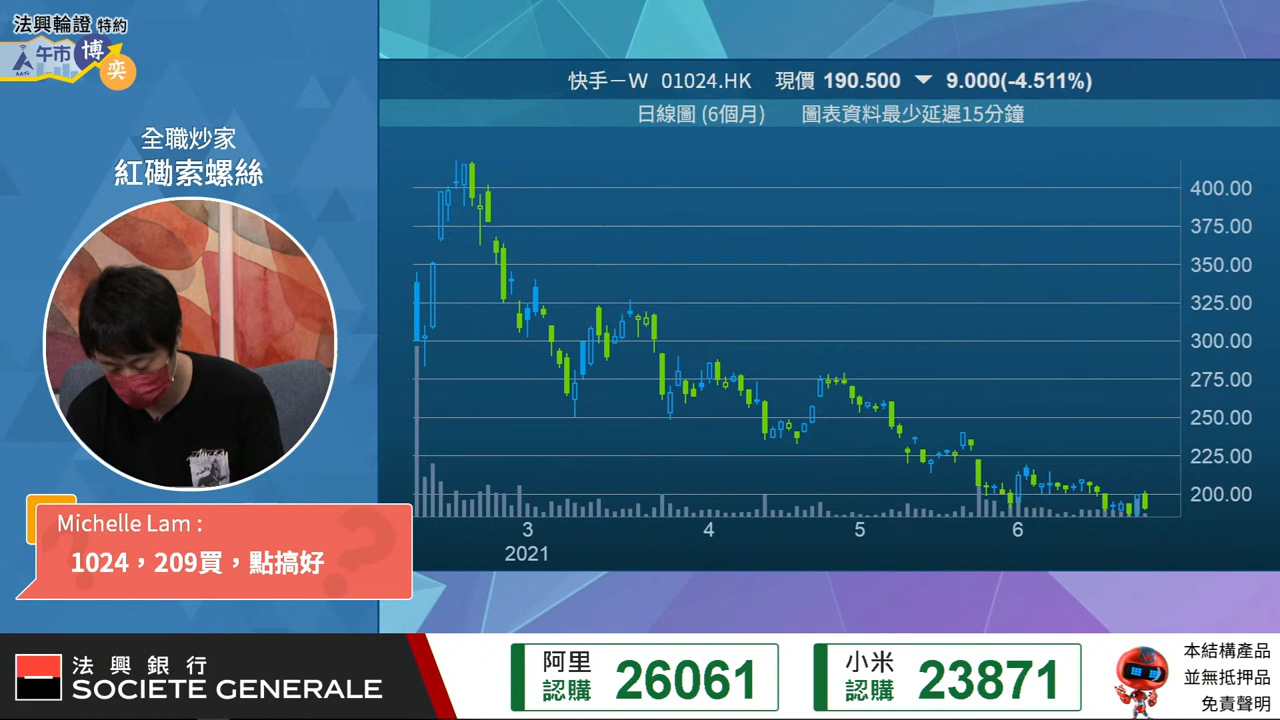 法興輪證 特約
午市 博
AATV 奕
全職炒家
紅磡索螺絲
Michelle Lam :
1024，209買，點搞好
快手－W 01024.HK 現價 190.500 ▼ 9.000(-4.511%)
日線圖 (6個月) 圖表資料最少延遲15分鐘
400.00
375.00
350.00
325.00
300.00
275.00
250.00
225.00
200.00
3 4 5 6
2021
法興銀行
SOCIETE GENERALE
阿里
認購 26061
小米
認購 23871
本結構產品
並無抵押品
免責聲明